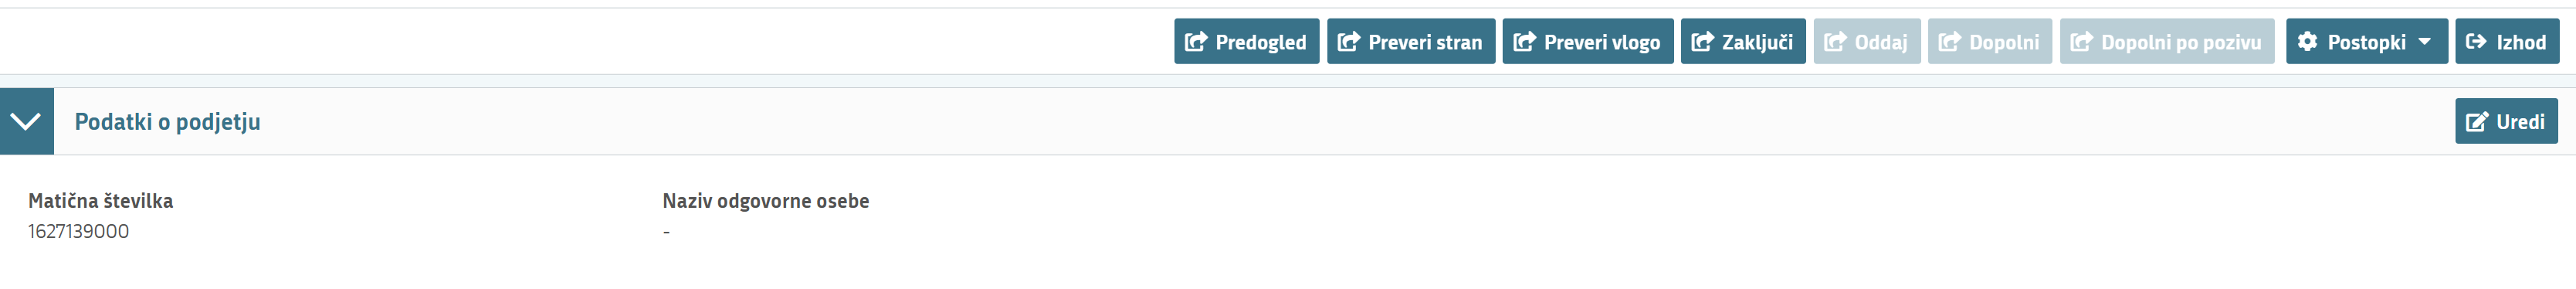 Predogled Preveri stran Preveri vlogo Zaključi Oddaj Dopolni Dopolni po pozivu Postopki Izhod
Podatki o podjetju Uredi
Matična številka Naziv odgovorne osebe
1627139000 -